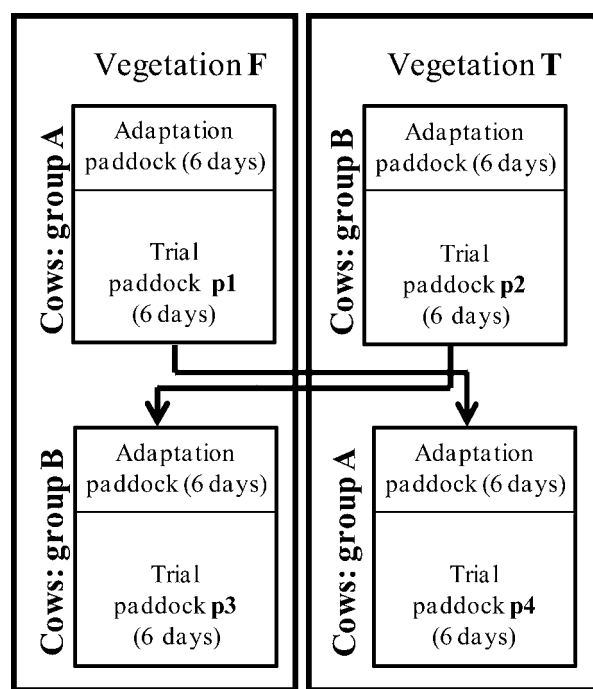 Vegetation F
Cows: group A
Adaptation
paddock (6 days)
Trial
paddock p1
(6 days)
Vegetation T
Cows: group B
Adaptation
paddock (6 days)
Trial
paddock p2
(6 days)
Cows: group B
Adaptation
paddock (6 days)
Trial
paddock p3
(6 days)
Cows: group A
Adaptation
paddock (6 days)
Trial
paddock p4
(6 days)